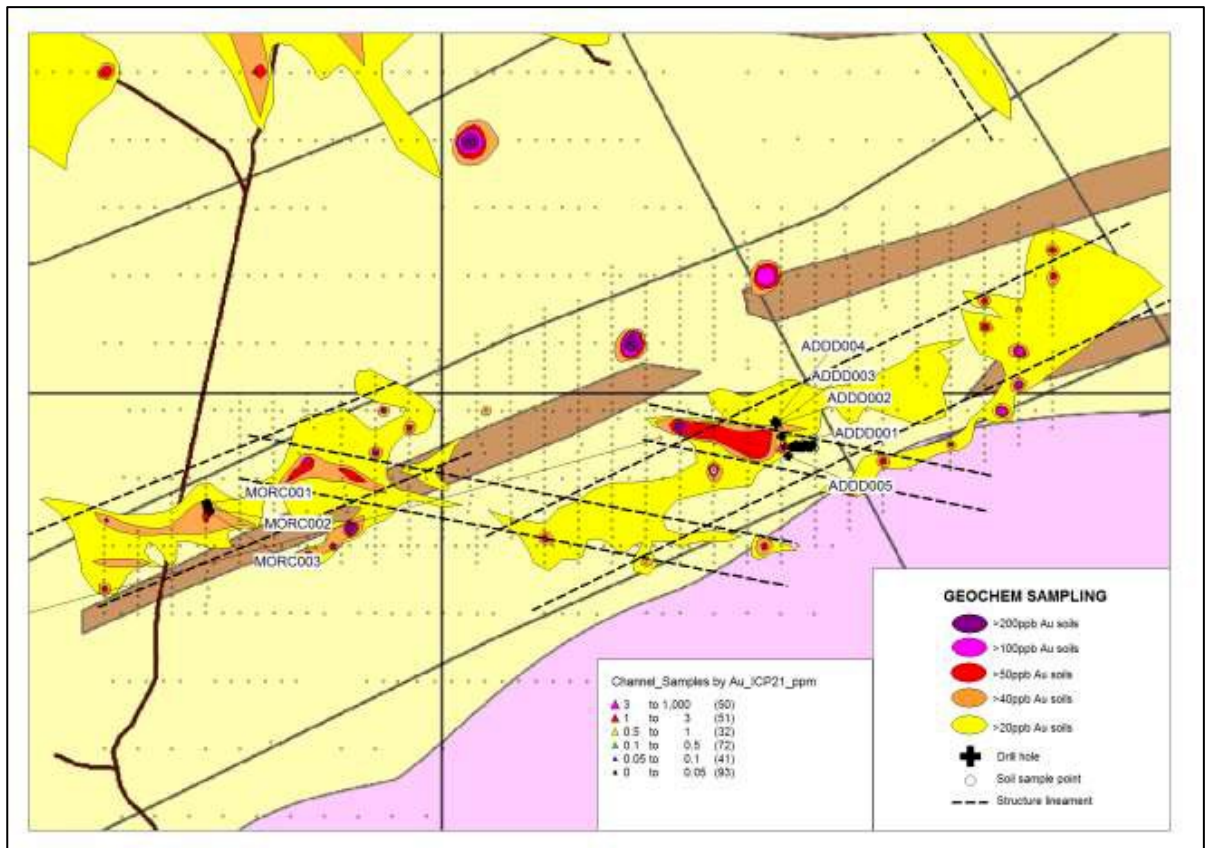 ADDD004
ADDD003
ADDD002
ADDD001
ADDD005
MORC001
MORC002
MORC003
GEOCHEM SAMPLING
>200ppb Au soils
>100ppb Au soils
>50ppb Au soils
>40ppb Au soils
>20ppb Au soils
Drill hole
Soil sample point
Structure lineament
Channel_Samples by Au_ICP21_ppm
3 to 1,000 (50)
1 to 3 (51)
0.5 to 1 (32)
0.1 to 0.5 (72)
0.05 to 0.1 (41)
0 to 0.05 (93)